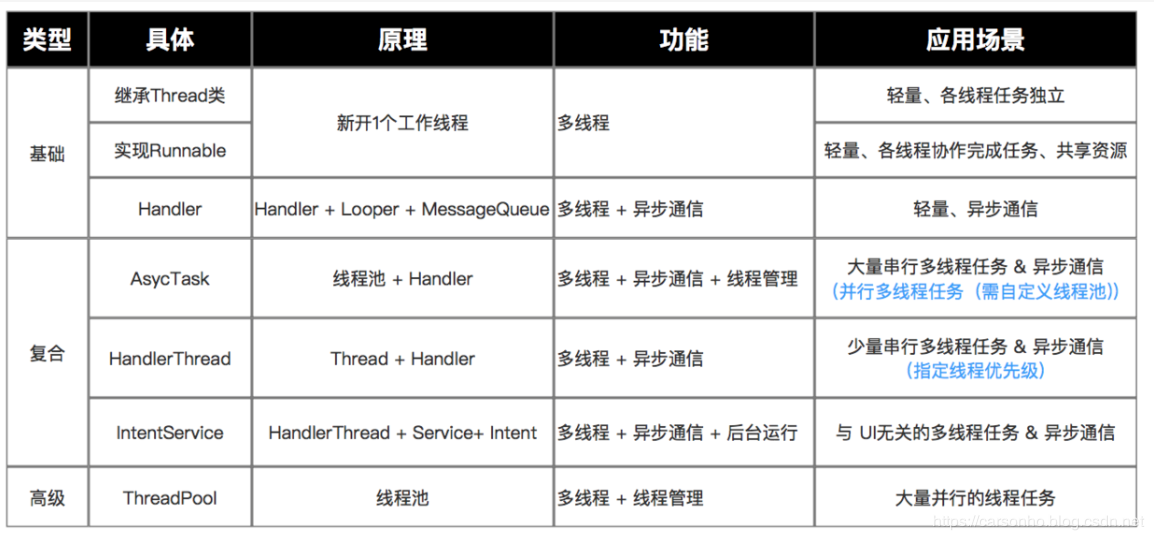 类型 具体 原理 功能 应用场景
继承Thread类 轻量、各线程任务独立
新开1个工作线程 多线程
基础 实现Runnable 轻量、各线程协作完成任务、共享资源
Handler Handler + Looper + MessageQueue 多线程 + 异步通信 轻量、异步通信
AsycTask 线程池 + Handler 多线程 + 异步通信 + 线程管理 大量串行多线程任务 & 异步通信
（并行多线程任务（需自定义线程池））
复合 HandlerThread Thread + Handler 多线程 + 异步通信 少量串行多线程任务 & 异步通信
（指定线程优先级）
IntentService HandlerThread + Service+ Intent 多线程 + 异步通信 + 后台运行 与 UI无关的多线程任务 & 异步通信
高级 ThreadPool 线程池 多线程 + 线程管理 大量并行的线程任务
https://carsonho.blog.csdn.net